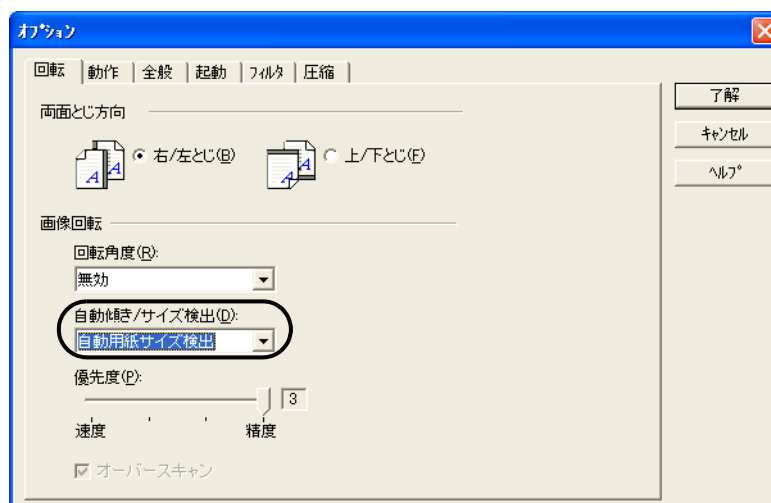 ｵﾌﾟｼｮﾝ
回転 動作 全般 起動 ﾌｨﾙﾀ 圧縮
了解
ｷｬﾝｾﾙ
ﾍﾙﾌﾟ
両面とじ方向
A A 右/左とじ(B) A A 上/下とじ(F)
画像回転
回転角度(R):
無効
自動傾き/サイズ検出(D):
自動用紙サイズ検出
優先度(P):
3
速度 精度
オーバースキャン